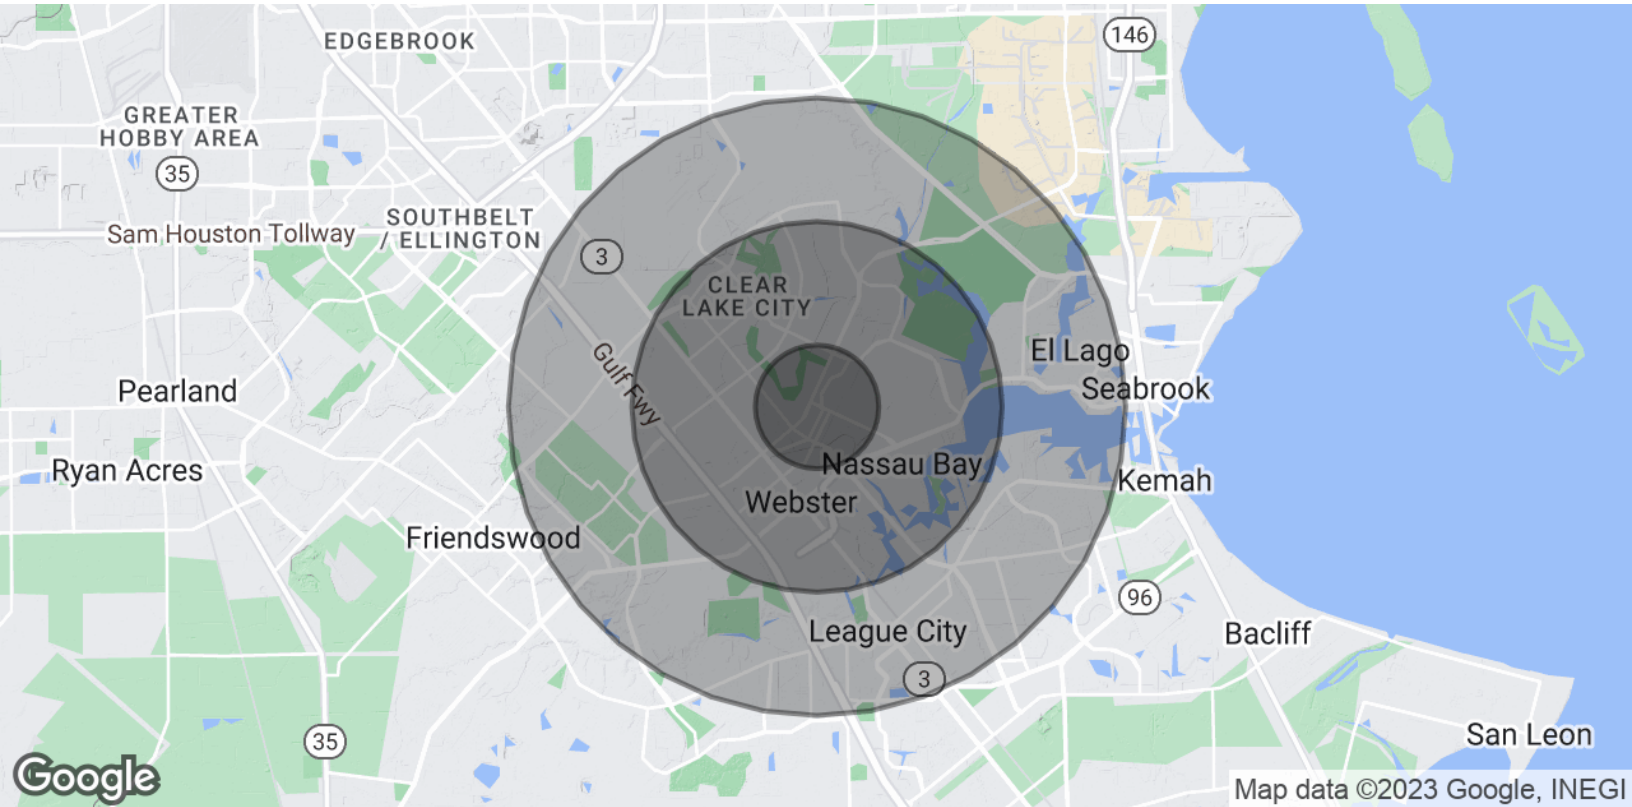 146
EDGEBROOK
GREATER
HOBBY AREA
35
SOUTHBELT
/ ELLINGTON
Sam Houston Tollway
3
CLEAR
LAKE CITY
Gulf Fwy
El Lago
Seabrook
Pearland
Nassau Bay
Ryan Acres
Kemah
Webster
Friendswood
96
League City
Bacliff
3
35
San Leon
Google
Map data ©2023 Google, INEGI